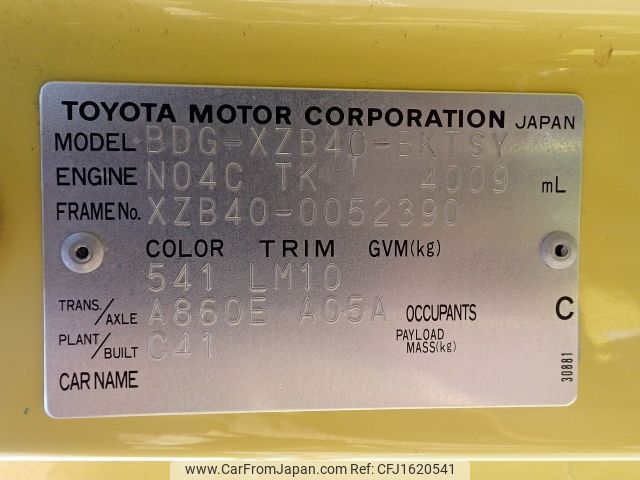 TOYOTA MOTOR CORPORATION JAPAN
MODEL BDG-XZB40-BKTSY
ENGINE N04C TK 4009 mL
FRAME No. XZB40-0052390
COLOR TRIM GVM(kg)
541 LM10
TRANS./AXLE A860E A05A OCCUPANTS C
PLANT/BUILT C41 PAYLOAD MASS(kg)
CAR NAME
30881
www.CarFromJapan.com - CFJ1620541